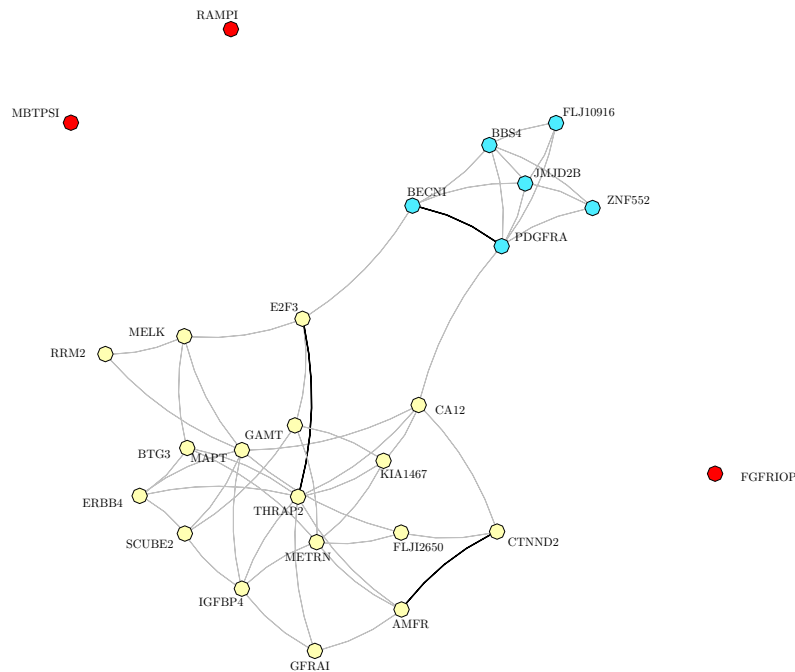 RAMPI
MBTPSI
FLJ10916
BBS4
JMJD2B
BECN1
ZNF552
PDGFRA
E2F3
MELK
RRM2
CA12
GAMT
BTG3
MAPT
KIA1467
FGFRIOP
ERBB4
THRAP2
SCUBE2
CTNND2
FLJI2650
METRN
IGFBP4
AMFR
GFRAI